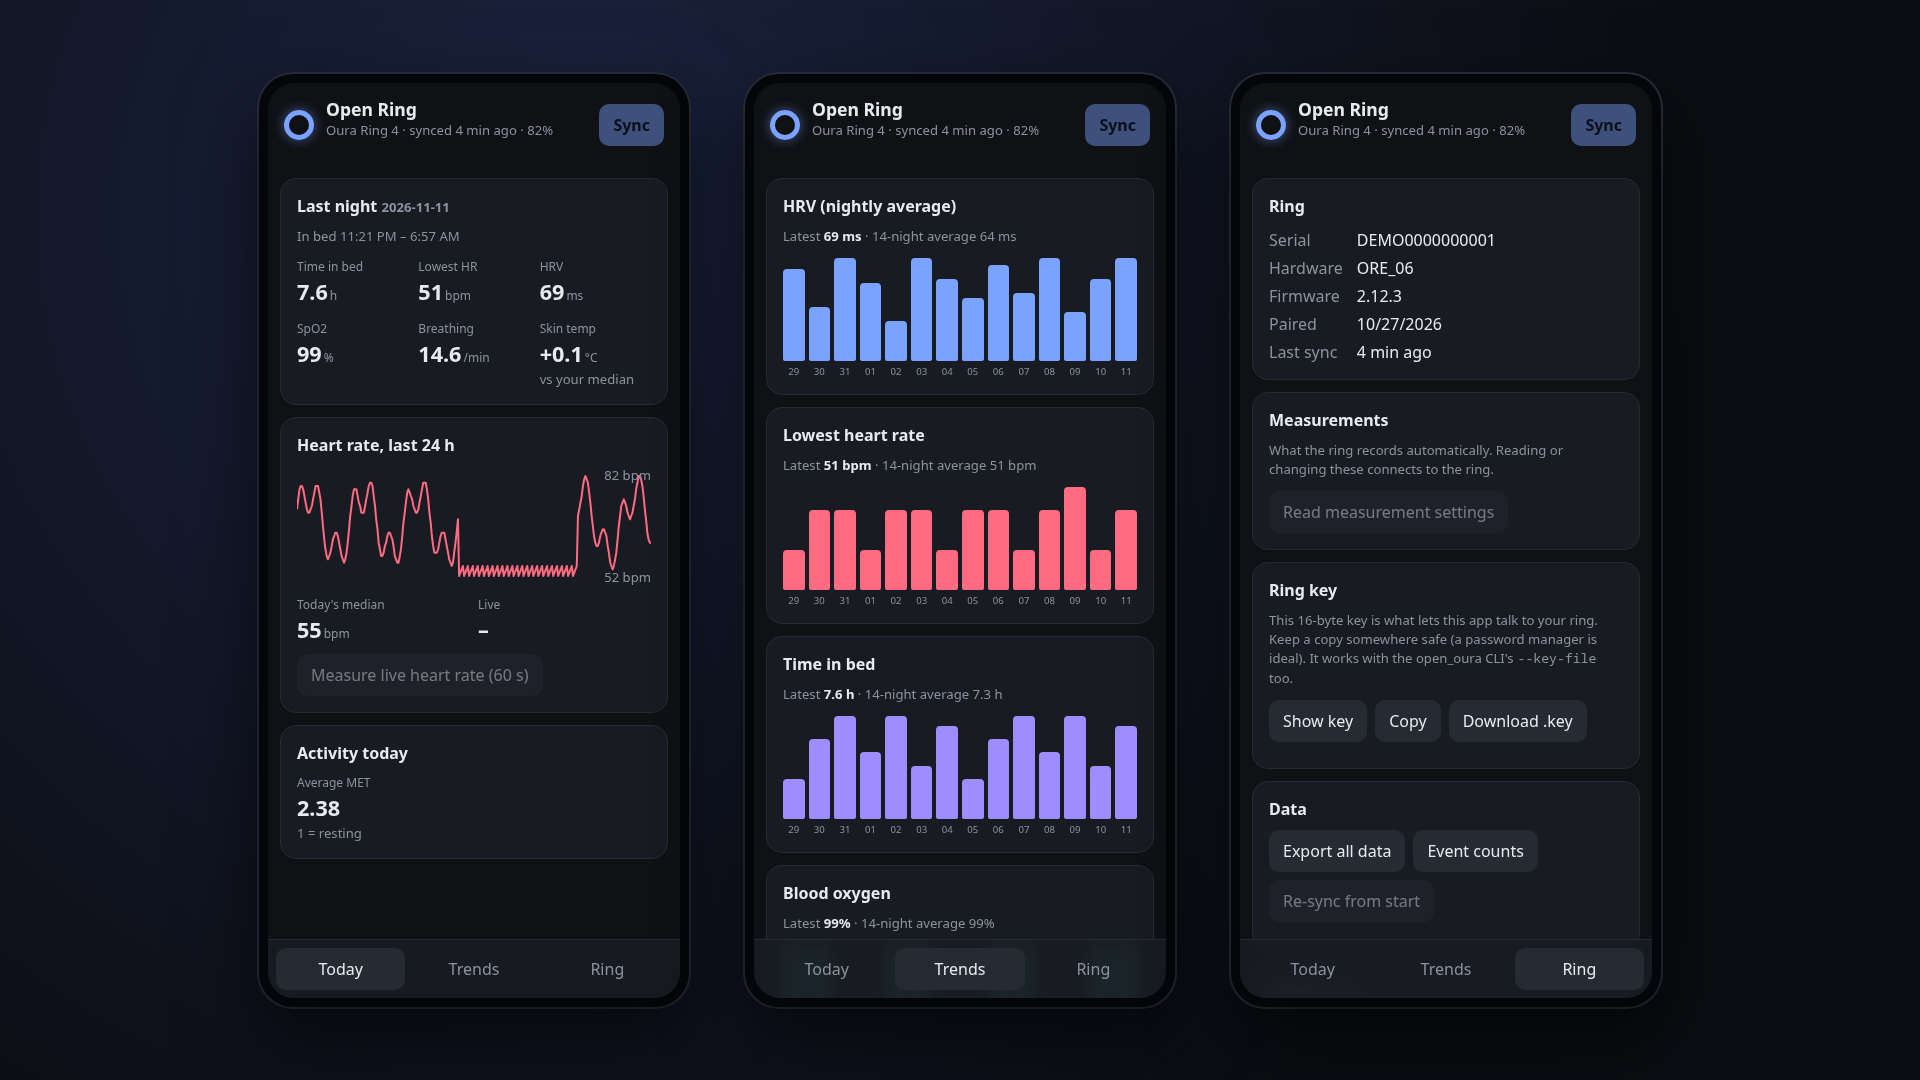 Open Ring
Oura Ring 4 · synced 4 min ago · 82%
Sync
Last night 2026-11-11
In bed 11:21 PM – 6:57 AM
Time in bed Lowest HR HRV
7.6 h 51 bpm 69 ms
SpO2 Breathing Skin temp
99 % 14.6 /min +0.1 °C
vs your median
Heart rate, last 24 h
82 bpm
52 bpm
Today's median Live
55 bpm –
Measure live heart rate (60 s)
Activity today
Average MET
2.38
1 = resting
Today Trends Ring
Open Ring
Oura Ring 4 · synced 4 min ago · 82%
Sync
HRV (nightly average)
Latest 69 ms · 14-night average 64 ms
29 30 31 01 02 03 04 05 06 07 08 09 10 11
Lowest heart rate
Latest 51 bpm · 14-night average 51 bpm
29 30 31 01 02 03 04 05 06 07 08 09 10 11
Time in bed
Latest 7.6 h · 14-night average 7.3 h
29 30 31 01 02 03 04 05 06 07 08 09 10 11
Blood oxygen
Latest 99% · 14-night average 99%
Today Trends Ring
Open Ring
Oura Ring 4 · synced 4 min ago · 82%
Sync
Ring
Serial DEMO0000000001
Hardware ORE_06
Firmware 2.12.3
Paired 10/27/2026
Last sync 4 min ago
Measurements
What the ring records automatically. Reading or
changing these connects to the ring.
Read measurement settings
Ring key
This 16-byte key is what lets this app talk to your ring.
Keep a copy somewhere safe (a password manager is
ideal). It works with the open_oura CLI's --key-file
too.
Show key Copy Download .key
Data
Export all data Event counts
Re-sync from start
Today Trends Ring